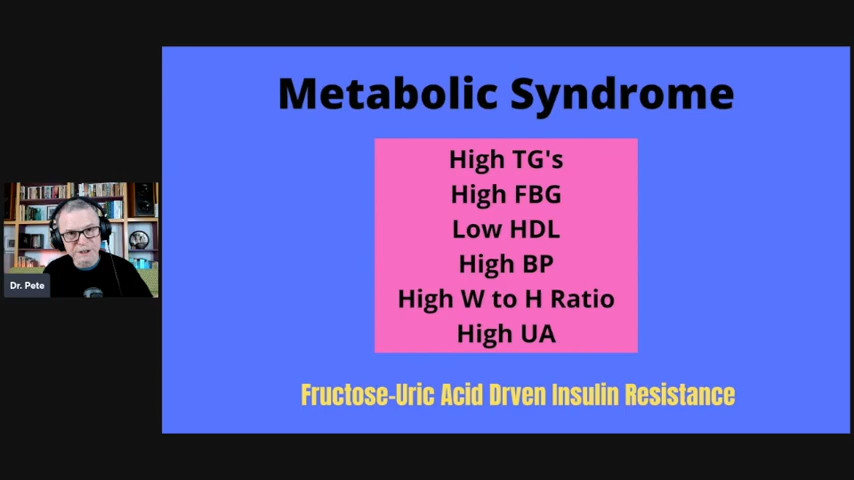 Metabolic Syndrome
High TG's
High FBG
Low HDL
High BP
High W to H Ratio
High UA
Dr. Pete
Fructose-Uric Acid Drven Insulin Resistance